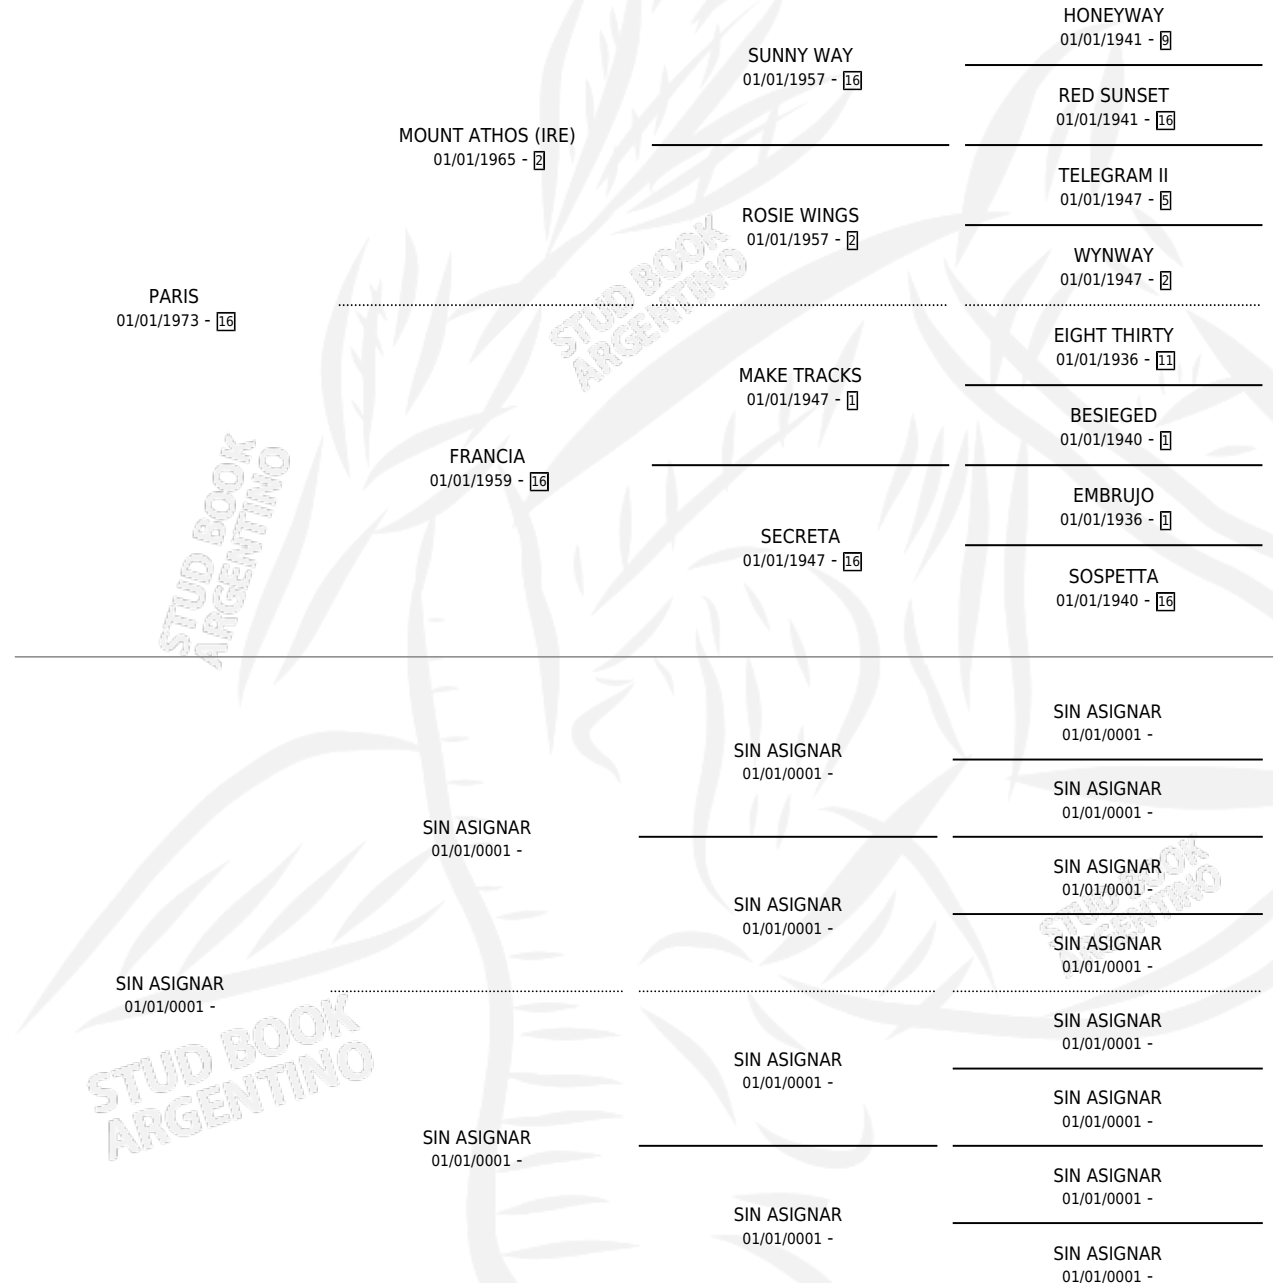 HONEYWAY
01/01/1941 - 9
SUNNY WAY
01/01/1957 - 16
RED SUNSET
01/01/1941 - 16
MOUNT ATHOS (IRE)
01/01/1965 - 2
TELEGRAM II
01/01/1947 - 5
ROSIE WINGS
01/01/1957 - 2
WYNWAY
01/01/1947 - 2
PARIS
01/01/1973 - 16
EIGHT THIRTY
01/01/1936 - 11
MAKE TRACKS
01/01/1947 - 1
BESIEGED
01/01/1940 - 1
FRANCIA
01/01/1959 - 16
EMBRUJO
01/01/1936 - 1
SECRETA
01/01/1947 - 16
SOSPETTA
01/01/1940 - 16
STUD BOOK
ARGENTINO
STUD BOOK
ARGENTINO
SIN ASIGNAR
01/01/0001 -
SIN ASIGNAR
01/01/0001 -
SIN ASIGNAR
01/01/0001 -
SIN ASIGNAR
01/01/0001 -
SIN ASIGNAR
01/01/0001 -
SIN ASIGNAR
01/01/0001 -
SIN ASIGNAR
01/01/0001 -
SIN ASIGNAR
01/01/0001 -
SIN ASIGNAR
01/01/0001 -
SIN ASIGNAR
01/01/0001 -
SIN ASIGNAR
01/01/0001 -
SIN ASIGNAR
01/01/0001 -
SIN ASIGNAR
01/01/0001 -
SIN ASIGNAR
01/01/0001 -
SIN ASIGNAR
01/01/0001 -
STUD BOOK
ARGENTINO
STUD BOOK
ARGENTINO